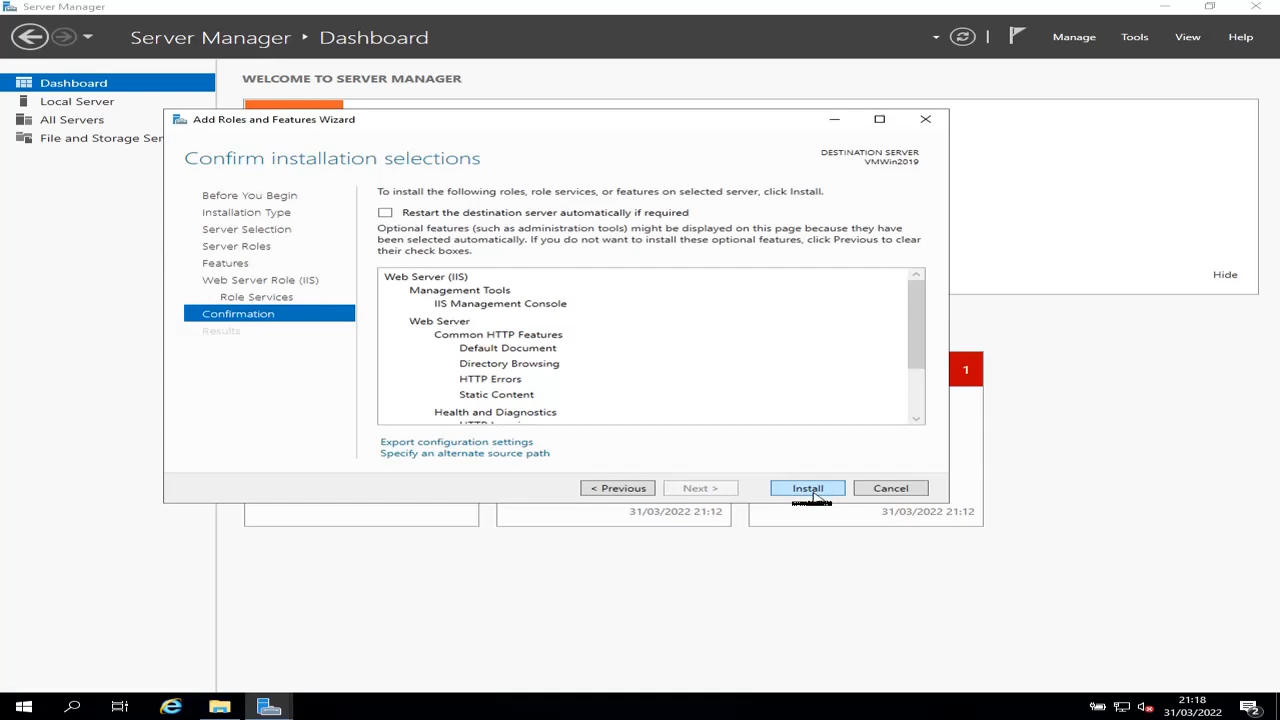 Server Manager
Server Manager ‣ Dashboard
Manage Tools View Help
Dashboard
Local Server
All Servers
File and Storage Ser
WELCOME TO SERVER MANAGER
Hide
Add Roles and Features Wizard
Confirm installation selections
DESTINATION SERVER
VMWin2019
Before You Begin
Installation Type
Server Selection
Server Roles
Features
Web Server Role (IIS)
Role Services
Confirmation
Results
To install the following roles, role services, or features on selected server, click Install.
Restart the destination server automatically if required
Optional features (such as administration tools) might be displayed on this page because they have
been selected automatically. If you do not want to install these optional features, click Previous to clear
their check boxes.
Web Server (IIS)
Management Tools
IIS Management Console
Web Server
Common HTTP Features
Default Document
Directory Browsing
HTTP Errors
Static Content
Health and Diagnostics
Export configuration settings
Specify an alternate source path
< Previous Next > Install Cancel
1
31/03/2022 21:12 31/03/2022 21:12
21:18
31/03/2022
2